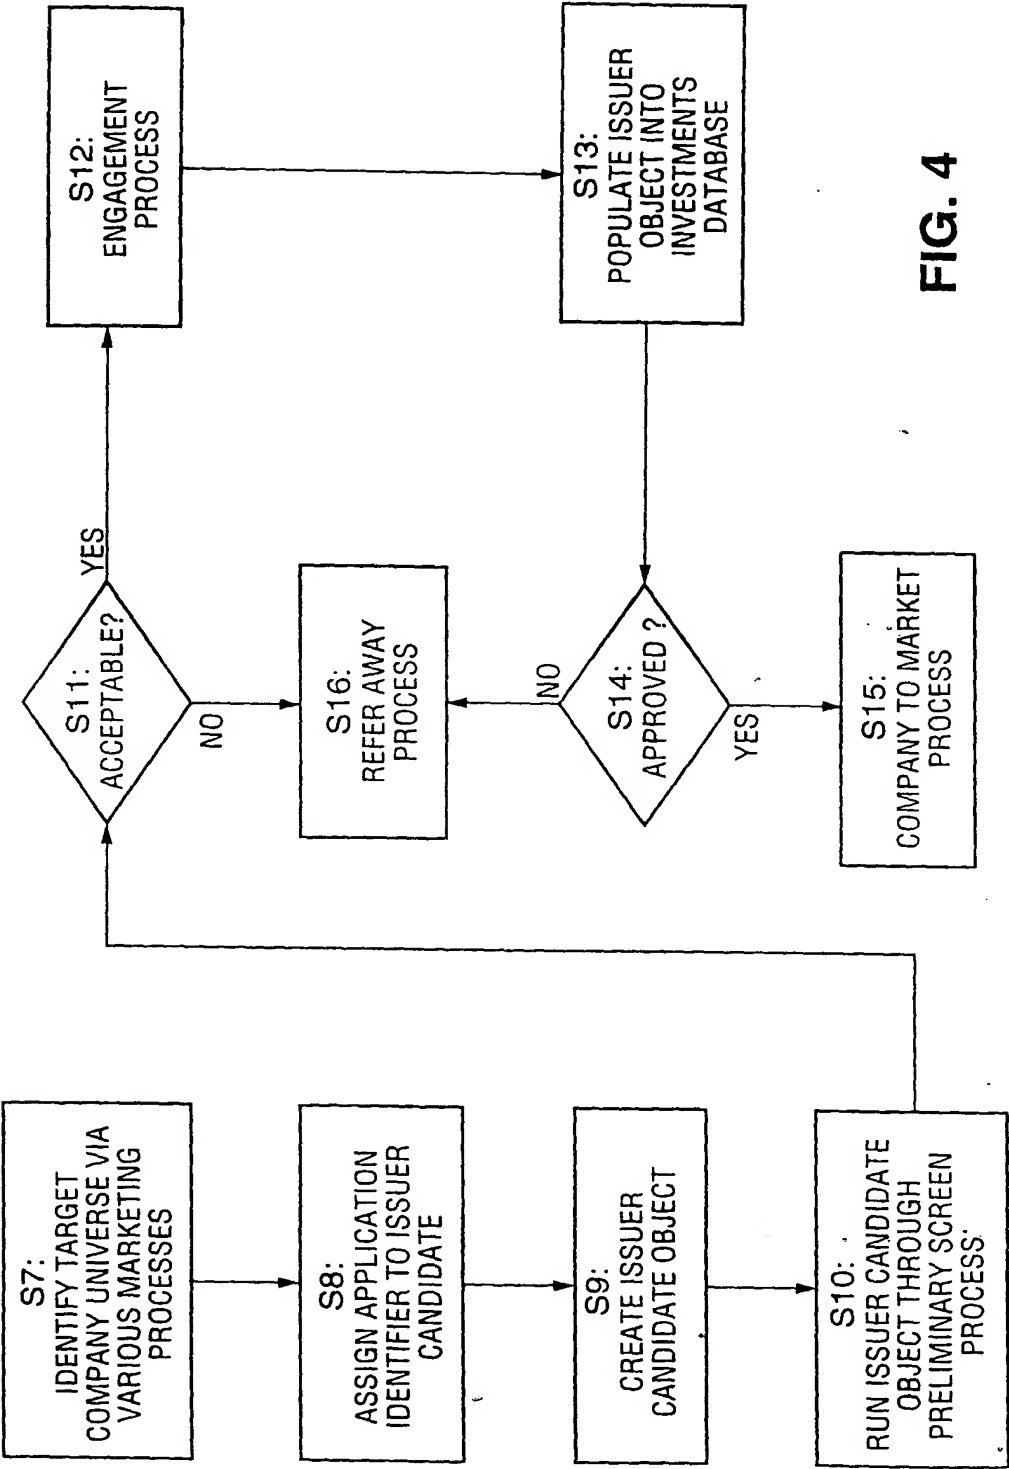 S7:
IDENTIFY TARGET
COMPANY UNIVERSE VIA
VARIOUS MARKETING
PROCESSES
S8:
ASSIGN APPLICATION
IDENTIFIER TO ISSUER
CANDIDATE
S9:
CREATE ISSUER
CANDIDATE OBJECT
S10:
RUN ISSUER CANDIDATE
OBJECT THROUGH
PRELIMINARY SCREEN
PROCESS
S11:
ACCEPTABLE?
YES
NO
S12:
ENGAGEMENT
PROCESS
S16:
REFER AWAY
PROCESS
S13:
POPULATE ISSUER
OBJECT INTO
INVESTMENTS
DATABASE
NO
S14:
APPROVED ?
YES
S15:
COMPANY TO MARKET
PROCESS
FIG. 4